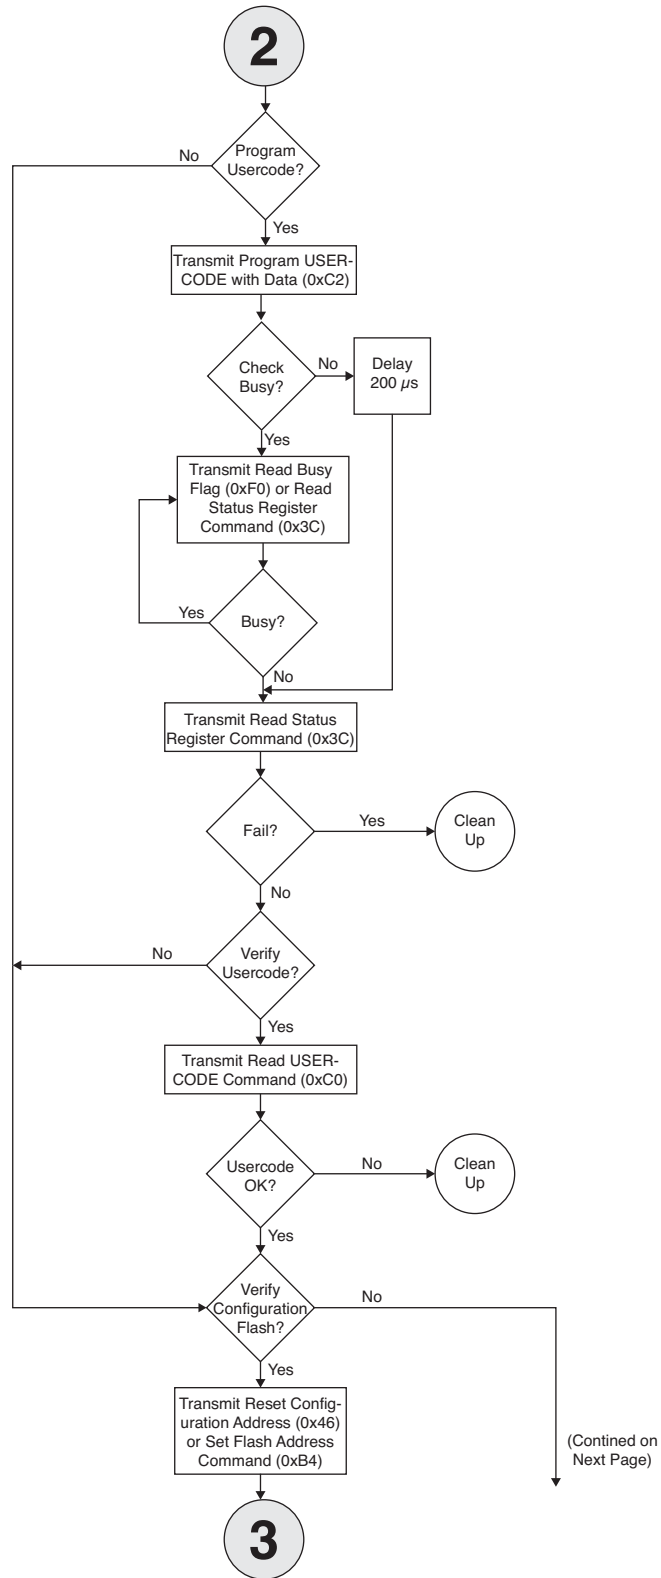 2
Program
Usercode?
No
Yes
Transmit Program USER-
CODE with Data (0xC2)
Check
Busy?
No
Delay
200 µs
Yes
Transmit Read Busy
Flag (0xF0) or Read
Status Register
Command (0x3C)
Yes
Busy?
No
Transmit Read Status
Register Command (0x3C)
Fail?
Yes
Clean
Up
No
No
Verify
Usercode?
Yes
Transmit Read USER-
CODE Command (0xC0)
Usercode
OK?
No
Clean
Up
Yes
Verify
Configuration
Flash?
No
Yes
Transmit Reset Config-
uration Address (0x46)
or Set Flash Address
Command (0xB4)
(Contined on
Next Page)
3